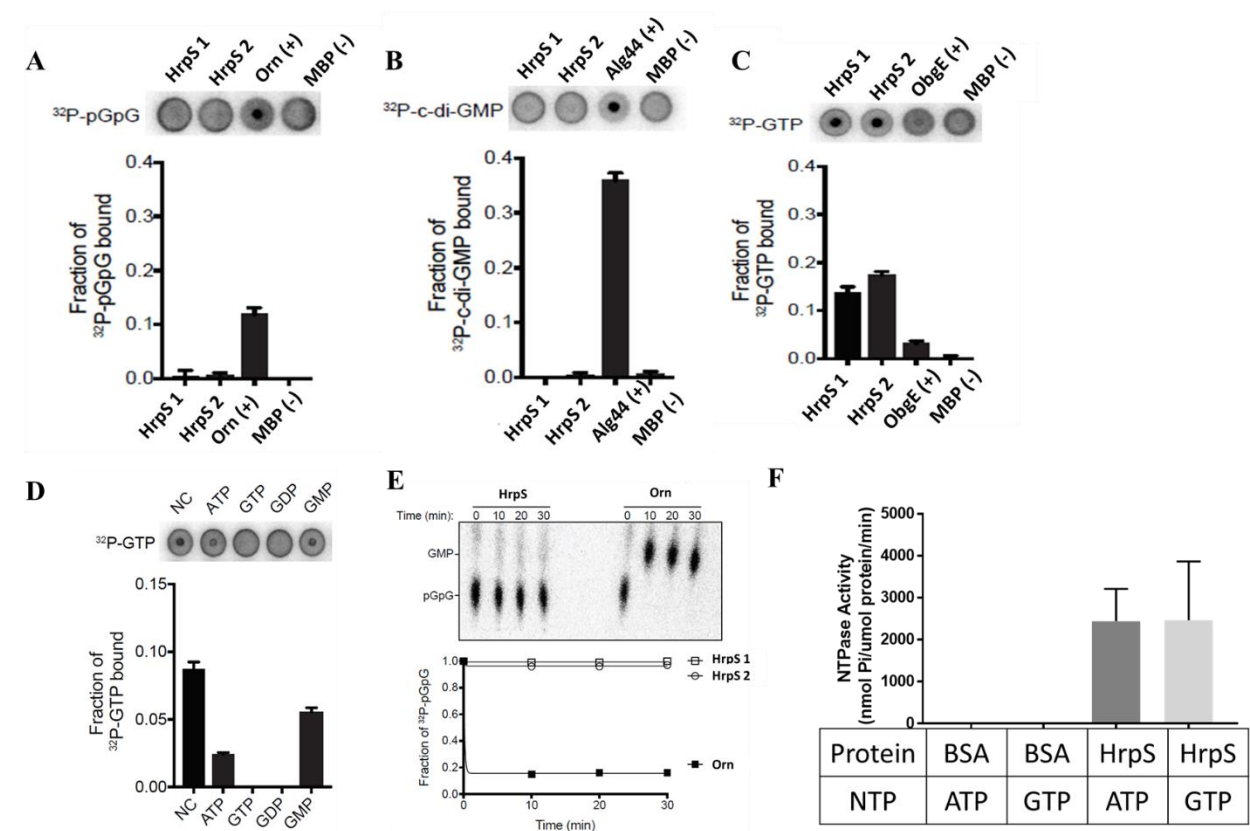 A
HrpS 1
HrpS 2
Orn (+)
MBP (-)
32P-pGpG
0.4
0.3
0.2
0.1
0.0
Fraction of
32P-pGpG bound
HrpS 1
HrpS 2
Orn (+)
MBP (-)
B
HrpS 1
HrpS 2
Alg44 (+)
MBP (-)
32P-c-di-GMP
0.4
0.3
0.2
0.1
0.0
Fraction of
32P-c-di-GMP bound
HrpS 1
HrpS 2
Alg44 (+)
MBP (-)
C
HrpS 1
HrpS 2
ObgE (+)
MBP (-)
32P-GTP
0.4
0.3
0.2
0.1
0.0
Fraction of
32P-GTP bound
HrpS 1
HrpS 2
ObgE (+)
MBP (-)
D
NC
ATP
GTP
GDP
GMP
32P-GTP
0.15
0.10
0.05
0.00
Fraction of
32P-GTP bound
NC
ATP
GTP
GDP
GMP
E
HrpS Orn
Time (min): 0 10 20 30 0 10 20 30
GMP-
pGpG-
1.0
0.8
0.6
0.4
0.2
0.0
Fraction of 32P-pGpG
HrpS 1
HrpS 2
Orn
0 10 20 30
Time (min)
F
5000
4000
3000
2000
1000
0
NTPase Activity
(nmol Pi/umol protein/min)
Protein BSA BSA HrpS HrpS
NTP ATP GTP ATP GTP